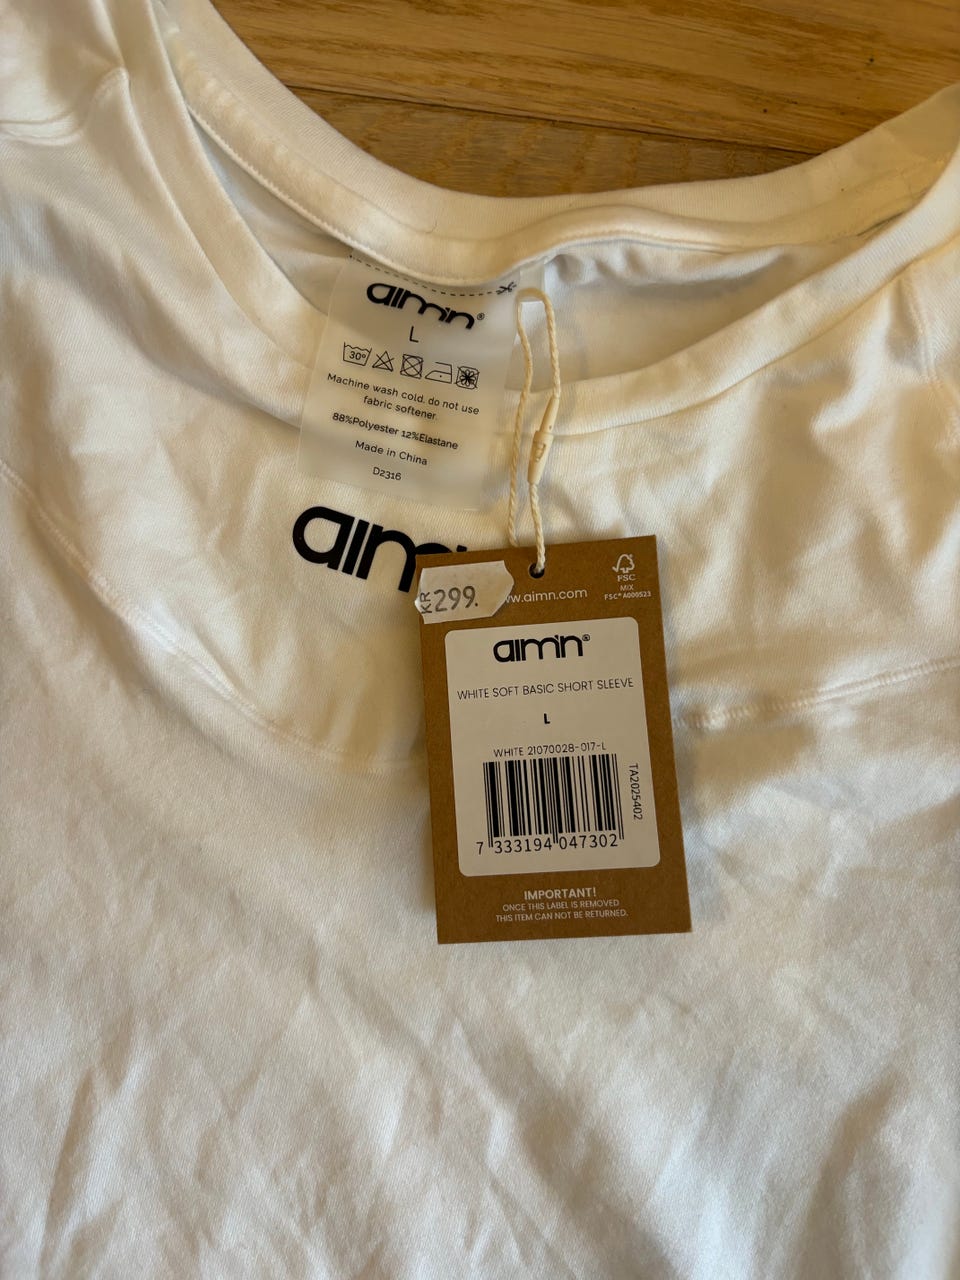 aim'n®
L
30°
Machine wash cold, do not use
fabric softener
88%Polyester 12%Elastane
Made in China
D2316
KR 299.
.aimn.com
FSC
MIX
FSC® A000523
aim'n®
WHITE SOFT BASIC SHORT SLEEVE
L
WHITE 21070028-017-L
TA2025402
7 333194 047302
IMPORTANT!
ONCE THIS LABEL IS REMOVED
THIS ITEM CAN NOT BE RETURNED.